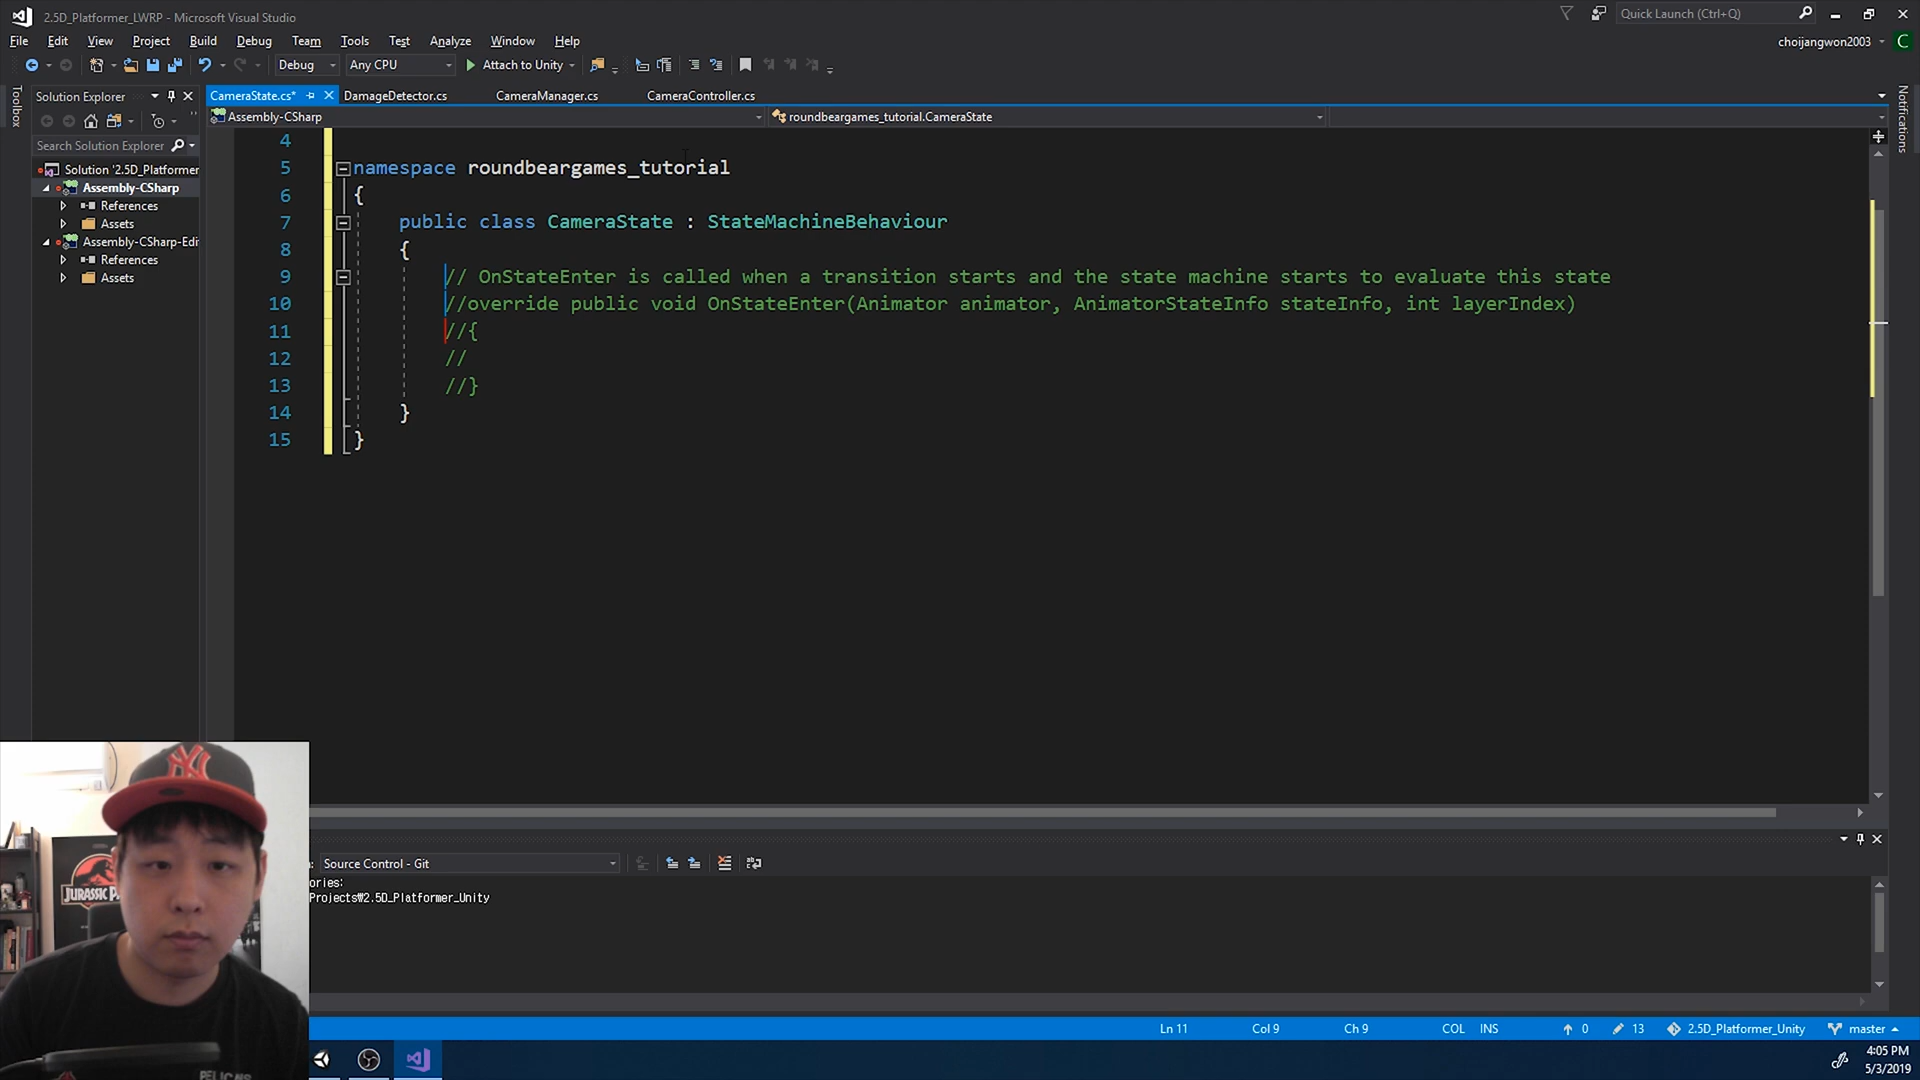 2.5D_Platformer_LWRP - Microsoft Visual Studio
Quick Launch (Ctrl+Q)
File Edit View Project Build Debug Team Tools Test Analyze Window Help
choijangwon2003 C
Debug Any CPU Attach to Unity
Toolbox
Solution Explorer
CameraState.cs* DamageDetector.cs CameraManager.cs CameraController.cs
Notifications
Assembly-CSharp roundbeargames_tutorial.CameraState
Search Solution Explorer
Solution '2.5D_Platformer
Assembly-CSharp
References
Assets
Assembly-CSharp-Edi
References
Assets
4
5 namespace roundbeargames_tutorial
6 {
7 public class CameraState : StateMachineBehaviour
8 {
9 // OnStateEnter is called when a transition starts and the state machine starts to evaluate this state
10 //override public void OnStateEnter(Animator animator, AnimatorStateInfo stateInfo, int layerIndex)
11 //{
12 //
13 //}
14 }
15 }
Source Control - Git
ories:
Projects₩2.5D_Platformer_Unity
NY
JURASSIC PA
PELICANS
Ln 11 Col 9 Ch 9 COL INS 0 13 2.5D_Platformer_Unity master
4:05 PM
5/3/2019